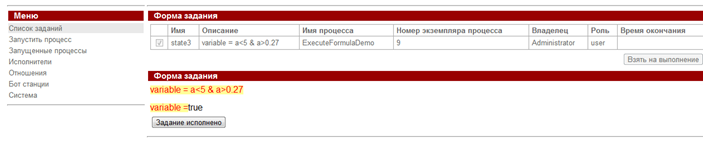 Меню
Список заданий
Запустить процесс
Запущенные процессы
Исполнители
Отношения
Бот станции
Система
Форма задания
Имя Описание Имя процесса Номер экземпляра процесса Владелец Роль Время окончания
state3 variable = a<5 & a>0.27 ExecuteFormulaDemo 9 Administrator user
Взять на выполнение
Форма задания
variable = a<5 & a>0.27
variable =true
Задание исполнено